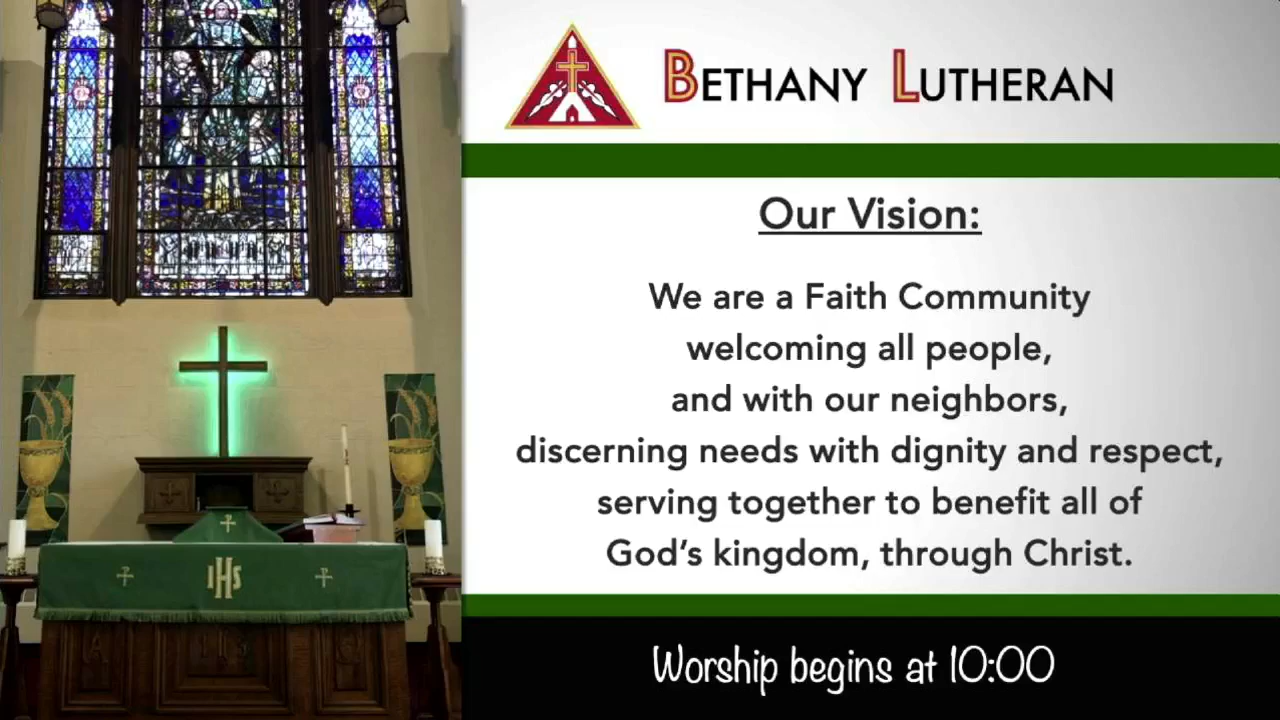 Bethany Lutheran
Our Vision:
We are a Faith Community
welcoming all people,
and with our neighbors,
discerning needs with dignity and respect,
serving together to benefit all of
God's kingdom, through Christ.
IHS
Worship begins at 10:00